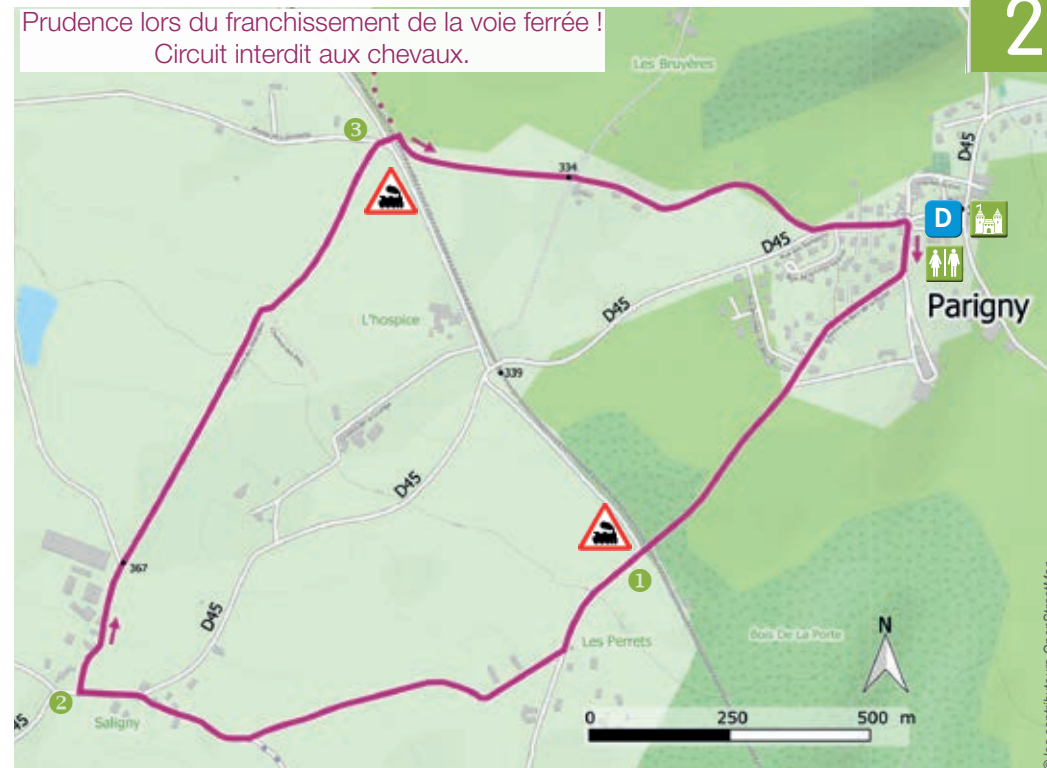 Prudence lors du franchissement de la voie ferrée !
Circuit interdit aux chevaux.
2
Les Bruyères
3
D45
334
D
D45
Parigny
D45
L'hospice
339
D45
367
1
D45
Les Perrets
Bois De La Porte
N
2
Saligny
45
0 250 500 m